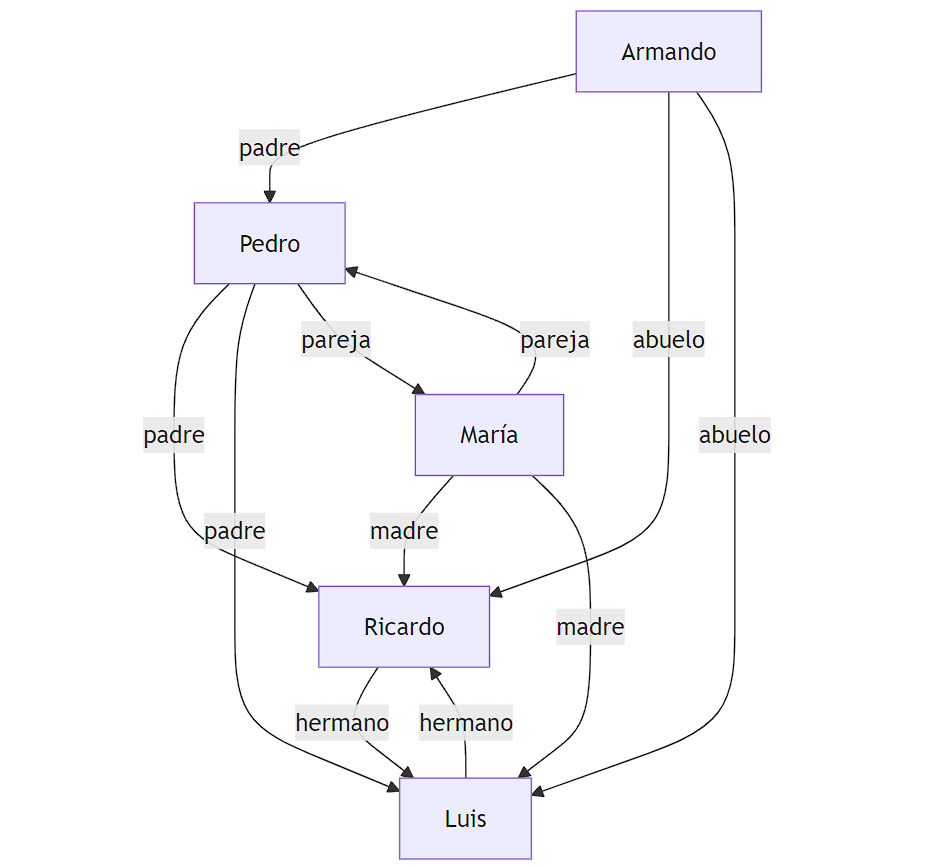 Armando
padre
Pedro
pareja
pareja
abuelo
padre
María
abuelo
padre
madre
Ricardo
madre
hermano
hermano
Luis